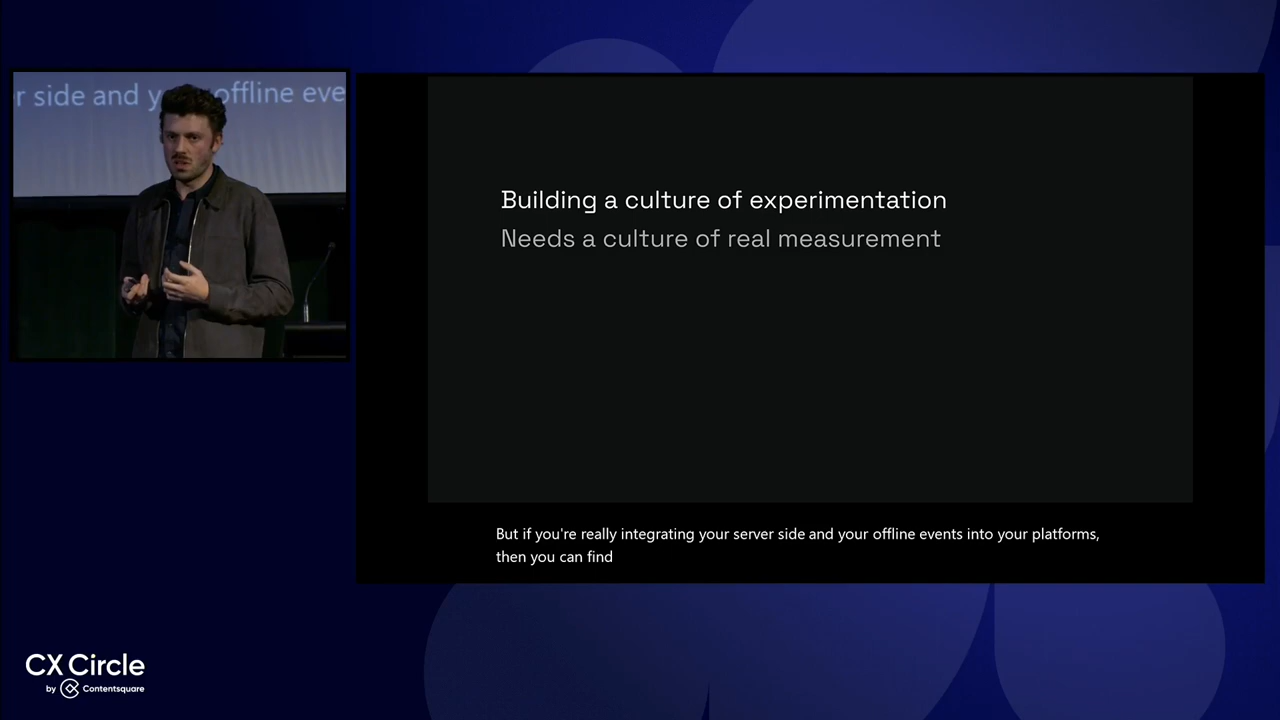 r side and y offline eve
Building a culture of experimentation
Needs a culture of real measurement
But if you're really integrating your server side and your offline events into your platforms,
then you can find
CX Circle
by Contentsquare